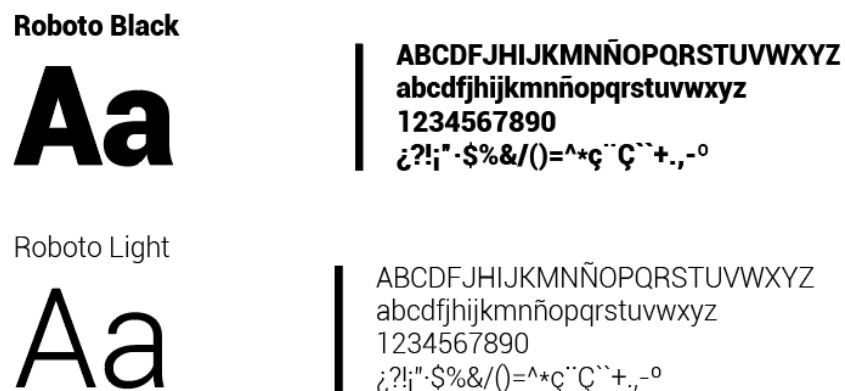 Roboto Black
Aa
ABCDFJHIJKMNÑOPQRSTUVWXYZ
abcdfjhijkmnñopqrstuvwxyz
1234567890
¿?!¡"·$%&/()=^*ç¨Ç``+.,-º
Roboto Light
Aa
ABCDFJHIJKMNÑOPQRSTUVWXYZ
abcdfjhijkmnñopqrstuvwxyz
1234567890
¿?!¡"·$%&/()=^*ç¨Ç``+.,-º